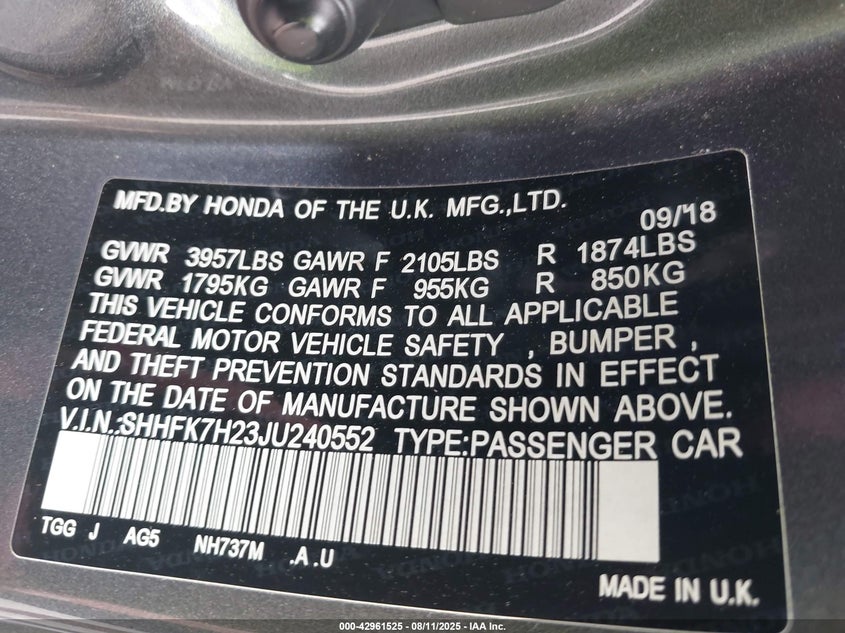 MFD.BY HONDA OF THE U.K. MFG.,LTD. 09/'18
GVWR 3957LBS GAWR F 2105LBS R 1874LBS
GVWR 1795KG GAWR F 955KG R 850KG
THIS VEHICLE CONFORMS TO ALL APPLICABLE
FEDERAL MOTOR VEHICLE SAFETY , BUMPER ,
AND THEFT PREVENTION STANDARDS IN EFFECT
ON THE DATE OF MANUFACTURE SHOWN ABOVE.
V.I.N.:SHHFK7H23JU240552 TYPE:PASSENGER CAR
TGG J AG5 NH737M .A.U
MADE IN U.K.
000-42961525 - 08/11/2025 - IAA Inc.